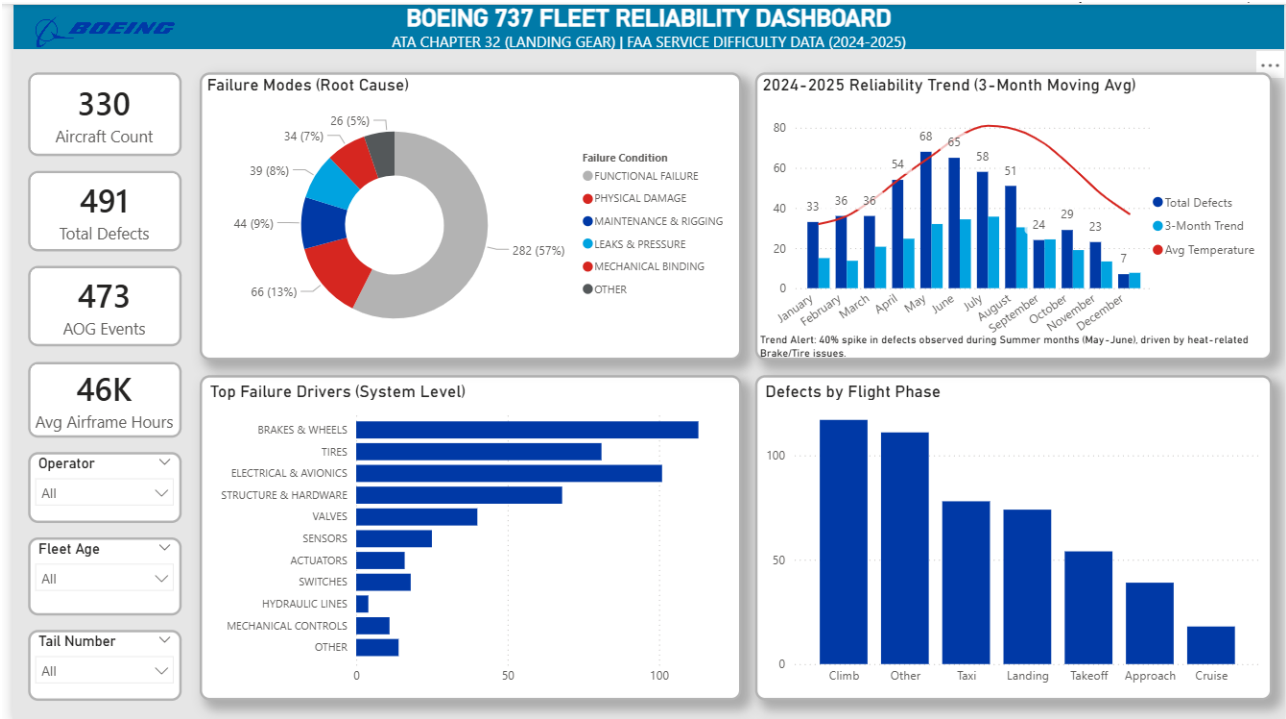 BOEING
BOEING 737 FLEET RELIABILITY DASHBOARD
ATA CHAPTER 32 (LANDING GEAR) | FAA SERVICE DIFFICULTY DATA (2024-2025)
330
Aircraft Count
491
Total Defects
473
AOG Events
46K
Avg Airframe Hours
Operator
All
Fleet Age
All
Tail Number
All
Failure Modes (Root Cause)
26 (5%)
34 (7%)
39 (8%)
44 (9%)
66 (13%)
282 (57%)
Failure Condition
FUNCTIONAL FAILURE
PHYSICAL DAMAGE
MAINTENANCE & RIGGING
LEAKS & PRESSURE
MECHANICAL BINDING
OTHER
2024-2025 Reliability Trend (3-Month Moving Avg)
80
60
40
20
0
33
36
36
54
68
65
58
51
24
29
23
7
January
February
March
April
May
June
July
August
September
October
November
December
Total Defects
3-Month Trend
Avg Temperature
Trend Alert: 40% spike in defects observed during Summer months (May-June), driven by heat-related
Brake/Tire issues.
Top Failure Drivers (System Level)
BRAKES & WHEELS
TIRES
ELECTRICAL & AVIONICS
STRUCTURE & HARDWARE
VALVES
SENSORS
ACTUATORS
SWITCHES
HYDRAULIC LINES
MECHANICAL CONTROLS
OTHER
0
50
100
Defects by Flight Phase
100
50
0
Climb
Other
Taxi
Landing
Takeoff
Approach
Cruise